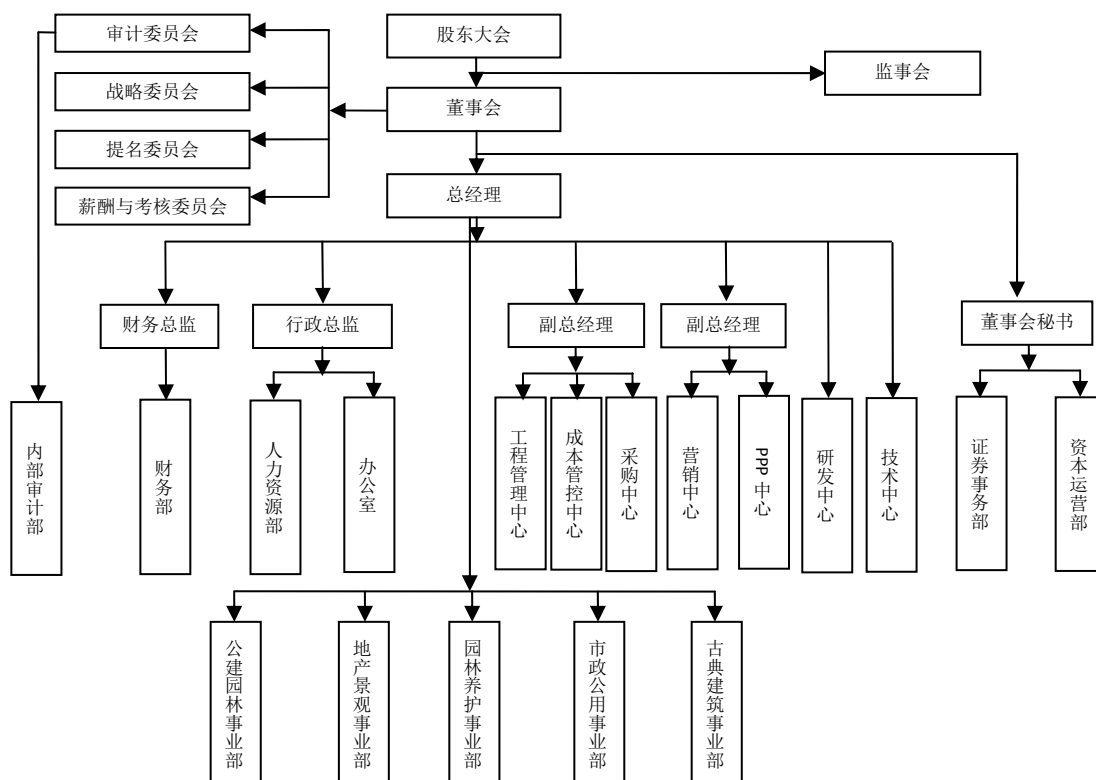 审计委员会
股东大会
监事会
战略委员会
董事会
提名委员会
总经理
薪酬与考核委员会
财务总监
行政总监
副总经理
副总经理
董事会秘书
内部审计部
财务部
人力资源部
办公室
工程管理中心
成本管控中心
采购中心
营销中心
PPP 中心
研发中心
技术中心
证券事务部
资本运营部
公建园林事业部
地产景观事业部
园林养护事业部
市政公用事业部
古典建筑事业部